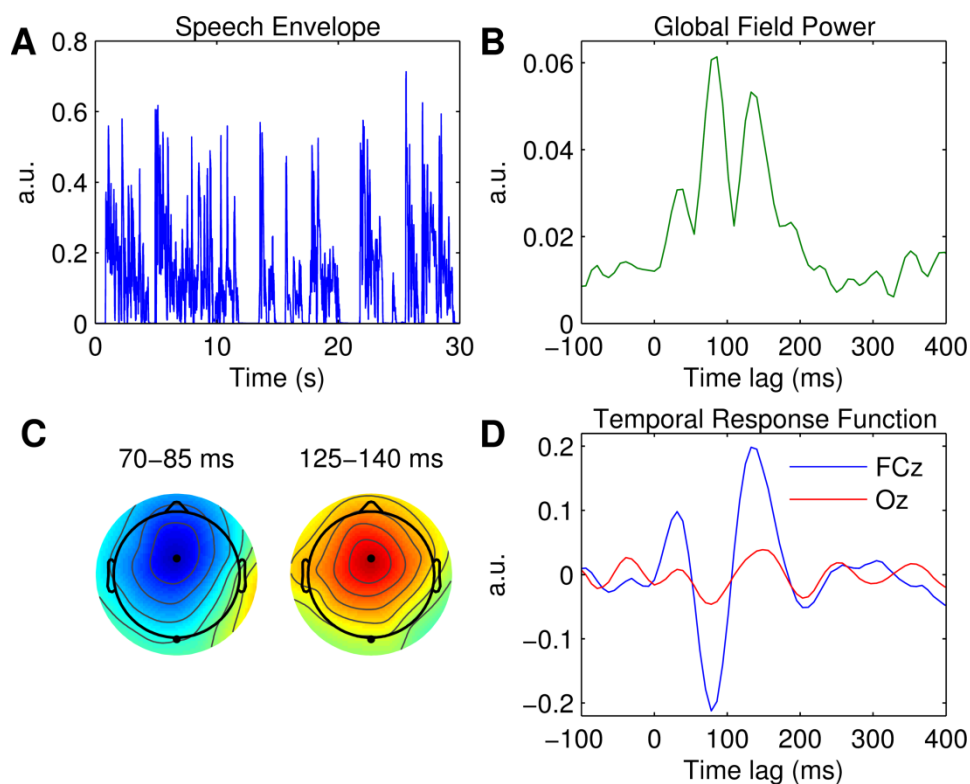 A
Speech Envelope
0.8
0.6
0.4
0.2
0
a.u.
0 10 20 30
Time (s)
B
Global Field Power
0.06
0.04
0.02
0
a.u.
−100 0 100 200 300 400
Time lag (ms)
C
70−85 ms 125−140 ms
D
Temporal Response Function
0.2
0.1
0
−0.1
−0.2
a.u.
FCz
Oz
−100 0 100 200 300 400
Time lag (ms)